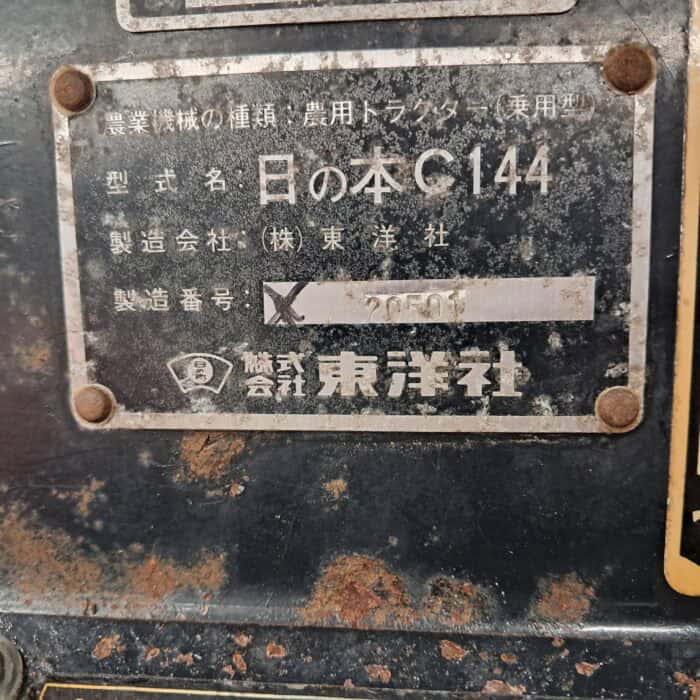 農業機械の種類：農用トラクター(乗用型)
型式名：日の本C144
製造会社：(株)東洋社
製造番号：X 20501
株式会社 東洋社